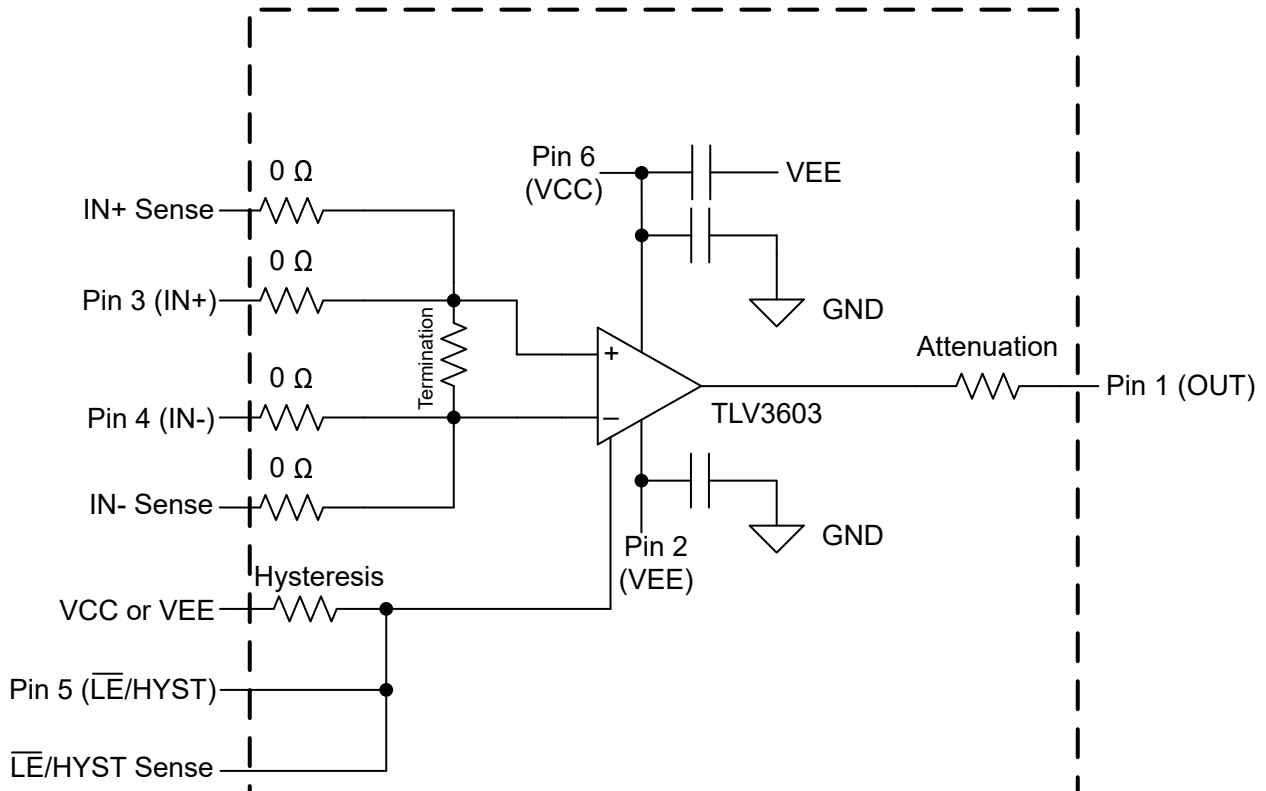 Pin 6
(VCC)
VEE
0 Ω
IN+ Sense
0 Ω
Pin 3 (IN+)
GND
Termination
+
Attenuation
0 Ω
Pin 1 (OUT)
Pin 4 (IN-)
–
TLV3603
0 Ω
IN- Sense
GND
Pin 2
(VEE)
Hysteresis
VCC or VEE
Pin 5 (L̅E̅/HYST)
L̅E̅/HYST Sense